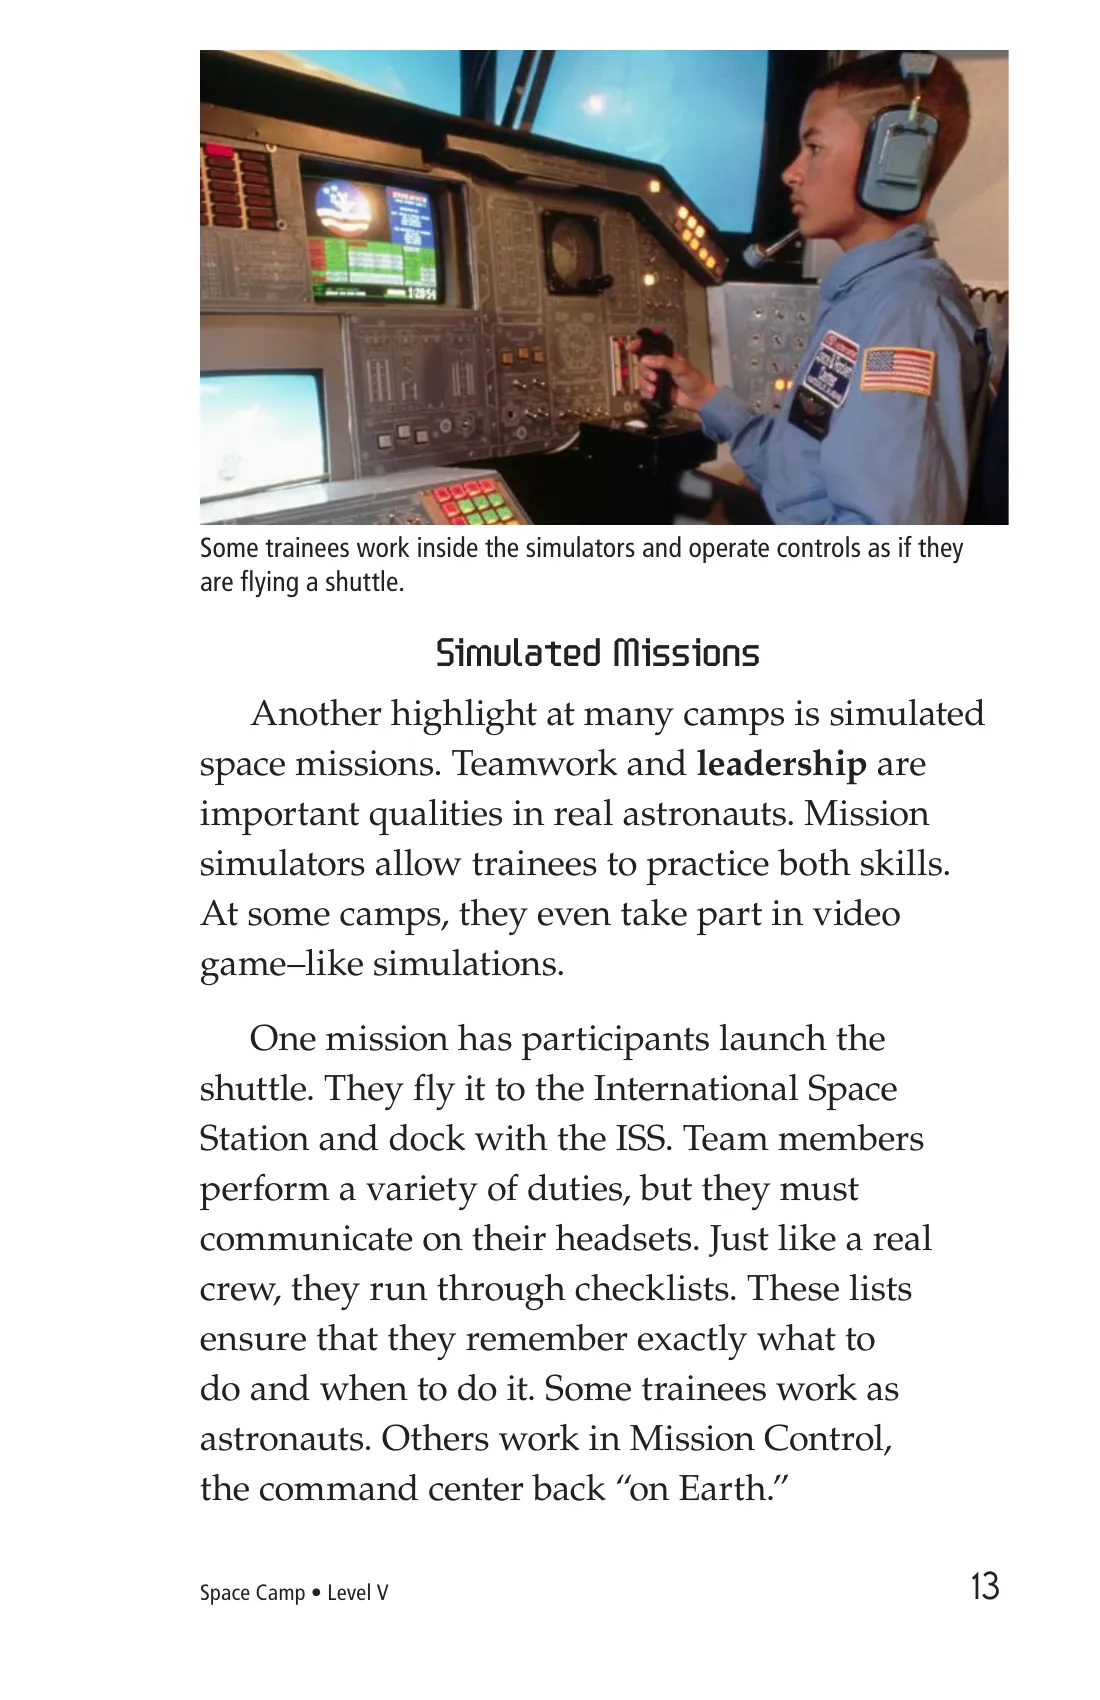 1:20:54
Some trainees work inside the simulators and operate controls as if they
are flying a shuttle.
Simulated Missions
Another highlight at many camps is simulated
space missions. Teamwork and leadership are
important qualities in real astronauts. Mission
simulators allow trainees to practice both skills.
At some camps, they even take part in video
game–like simulations.
One mission has participants launch the
shuttle. They fly it to the International Space
Station and dock with the ISS. Team members
perform a variety of duties, but they must
communicate on their headsets. Just like a real
crew, they run through checklists. These lists
ensure that they remember exactly what to
do and when to do it. Some trainees work as
astronauts. Others work in Mission Control,
the command center back “on Earth.”
Space Camp • Level V
13